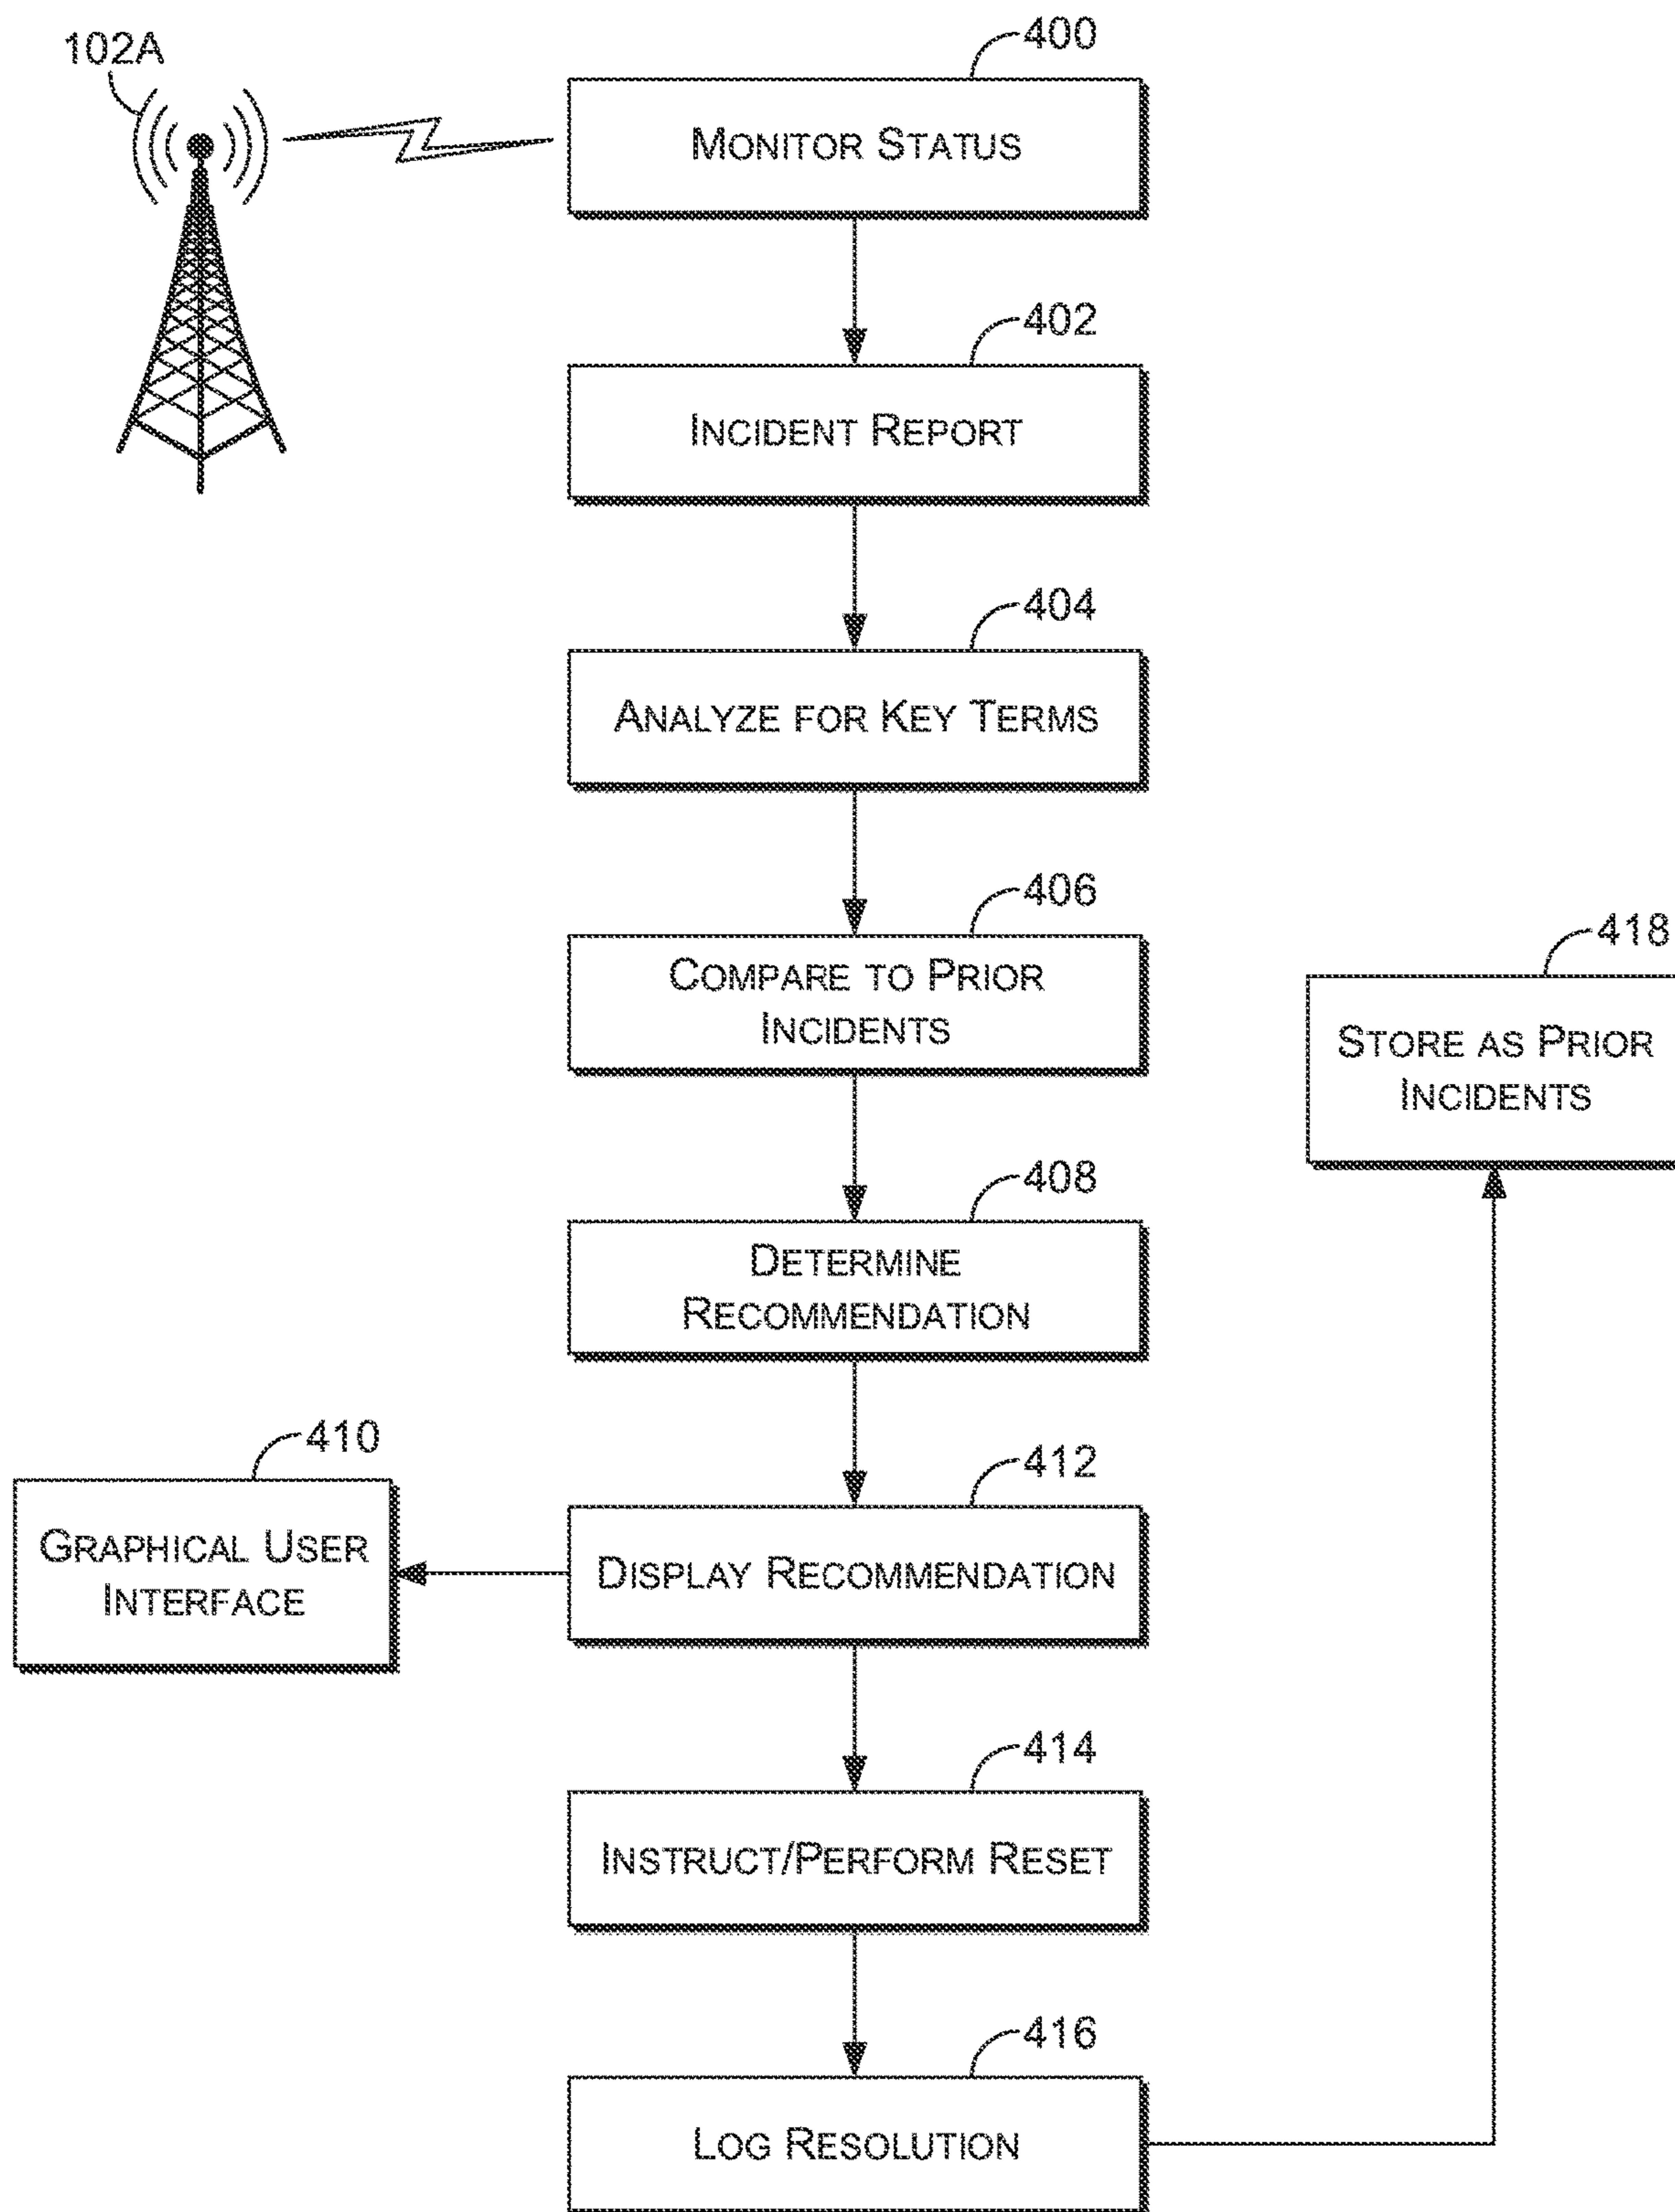 400
102A
MONITOR STATUS
402
INCIDENT REPORT
404
ANALYZE FOR KEY TERMS
406
COMPARE TO PRIOR
INCIDENTS
418
STORE AS PRIOR
INCIDENTS
408
DETERMINE
RECOMMENDATION
410
GRAPHICAL USER
INTERFACE
412
DISPLAY RECOMMENDATION
414
INSTRUCT/PERFORM RESET
416
LOG RESOLUTION